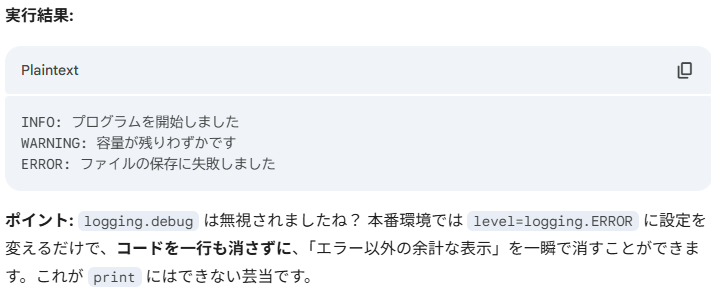 実行結果:
Plaintext
INFO: プログラムを開始しました
WARNING: 容量が残りわずかです
ERROR: ファイルの保存に失敗しました
ポイント: logging.debug は無視されましたね？ 本番環境では level=logging.ERROR に設定を
変えるだけで、コードを一行も消さずに、「エラー以外の余計な表示」を一瞬で消すことができま
す。これが print にはできない芸当です。